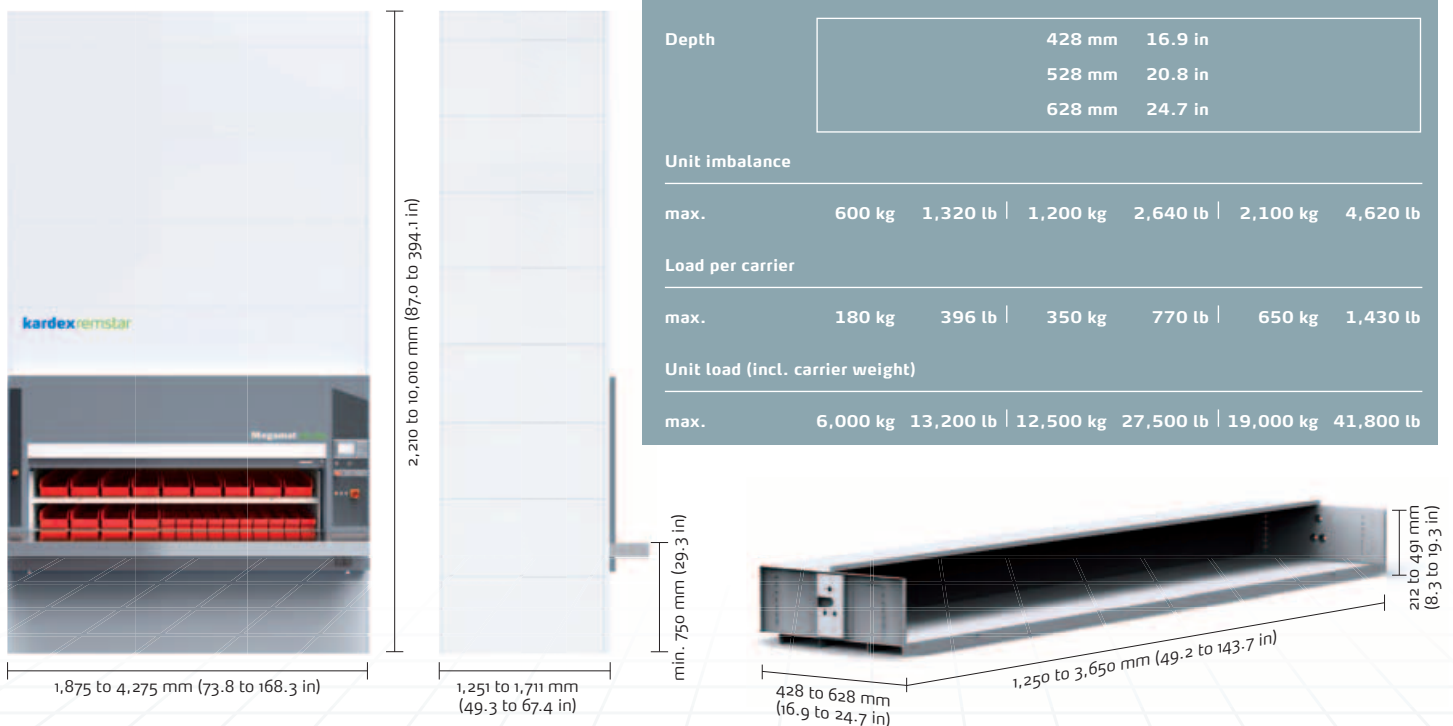 Depth 428 mm 16.9 in
528 mm 20.8 in
628 mm 24.7 in
Unit imbalance
max. 600 kg 1,320 lb | 1,200 kg 2,640 lb | 2,100 kg 4,620 lb
Load per carrier
max. 180 kg 396 lb | 350 kg 770 lb | 650 kg 1,430 lb
Unit load (incl. carrier weight)
max. 6,000 kg 13,200 lb | 12,500 kg 27,500 lb | 19,000 kg 41,800 lb
kardexremstar
Megamat
2,210 to 10,010 mm (87.0 to 394.1 in)
1,875 to 4,275 mm (73.8 to 168.3 in)
min. 750 mm (29.3 in)
1,251 to 1,711 mm
(49.3 to 67.4 in)
212 to 491 mm
(8.3 to 19.3 in)
1,250 to 3,650 mm (49.2 to 143.7 in)
428 to 628 mm
(16.9 to 24.7 in)